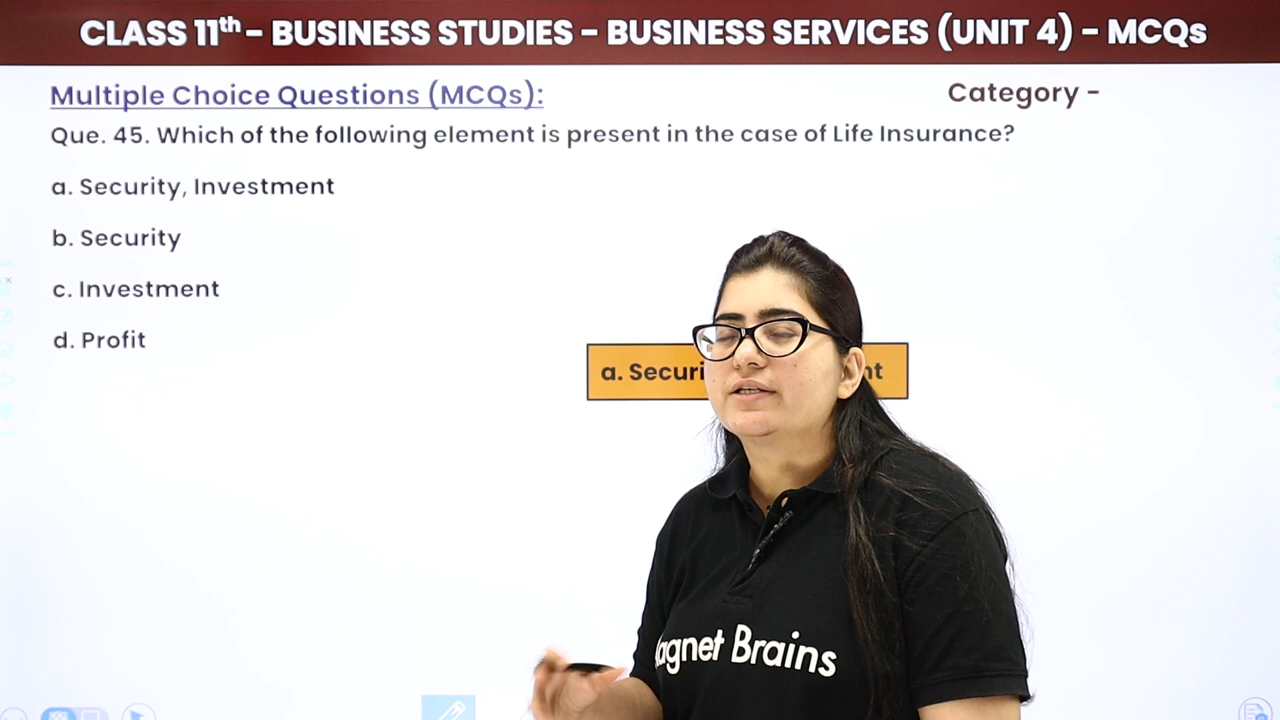 CLASS 11th - BUSINESS STUDIES - BUSINESS SERVICES (UNIT 4) - MCQs
Multiple Choice Questions (MCQs):
Category -
Que. 45. Which of the following element is present in the case of Life Insurance?
a. Security, Investment
b. Security
c. Investment
d. Profit
a. Securi nt
agnet Brains